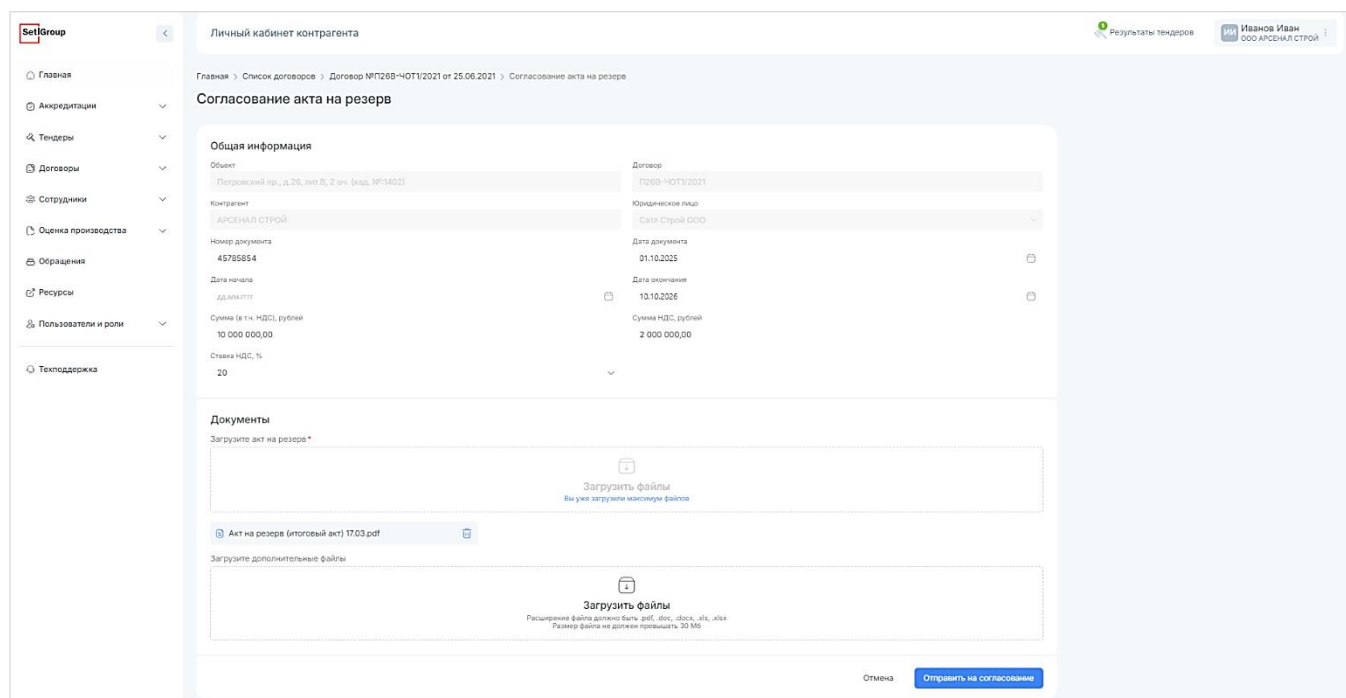 Setl Group
Личный кабинет контрагента
1
Результаты тендеров
ИИ
Иванов Иван
ООО АРСЕНАЛ СТРОЙ
Главная
Аккредитации
Тендеры
Договоры
Сотрудники
Оценка производства
Обращения
Ресурсы
Пользователи и роли
Техподдержка
Главная > Список договоров > Договор №П26В-ЧОТ1/2021 от 25.06.2021 > Согласование акта на резерв
Согласование акта на резерв
Общая информация
Объект
Договор
Петровский пр., д.26, лит.В, 2 оч. (кад. №:1402)
П26В-ЧОТ1/2021
Контрагент
Юридическое лицо
АРСЕНАЛ СТРОЙ
Сэтл Строй ООО
Номер документа
Дата документа
45785854
01.10.2025
Дата начала
Дата окончания
дд.мм.гггг
10.10.2026
Сумма (в т.ч. НДС), рублей
Сумма НДС, рублей
10 000 000,00
2 000 000,00
Ставка НДС, %
20
Документы
Загрузите акт на резерв*
Загрузить файлы
Вы уже загрузили максимум файлов
Акт на резерв (итоговый акт) 17.03.pdf
Загрузите дополнительные файлы
Загрузить файлы
Расширение файла должно быть .pdf, .doc, .docx, .xls, .xlsx
Размер файла не должен превышать 30 Мб
Отмена
Отправить на согласование